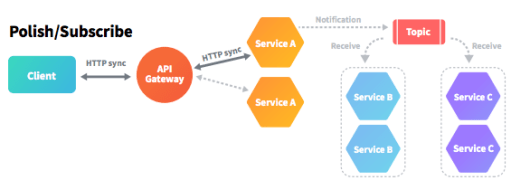 Polish/Subscribe
Client
HTTP sync
API
Gateway
HTTP sync
Service A
Service A
Notification
Topic
Receive
Receive
Service B
Service B
Service C
Service C